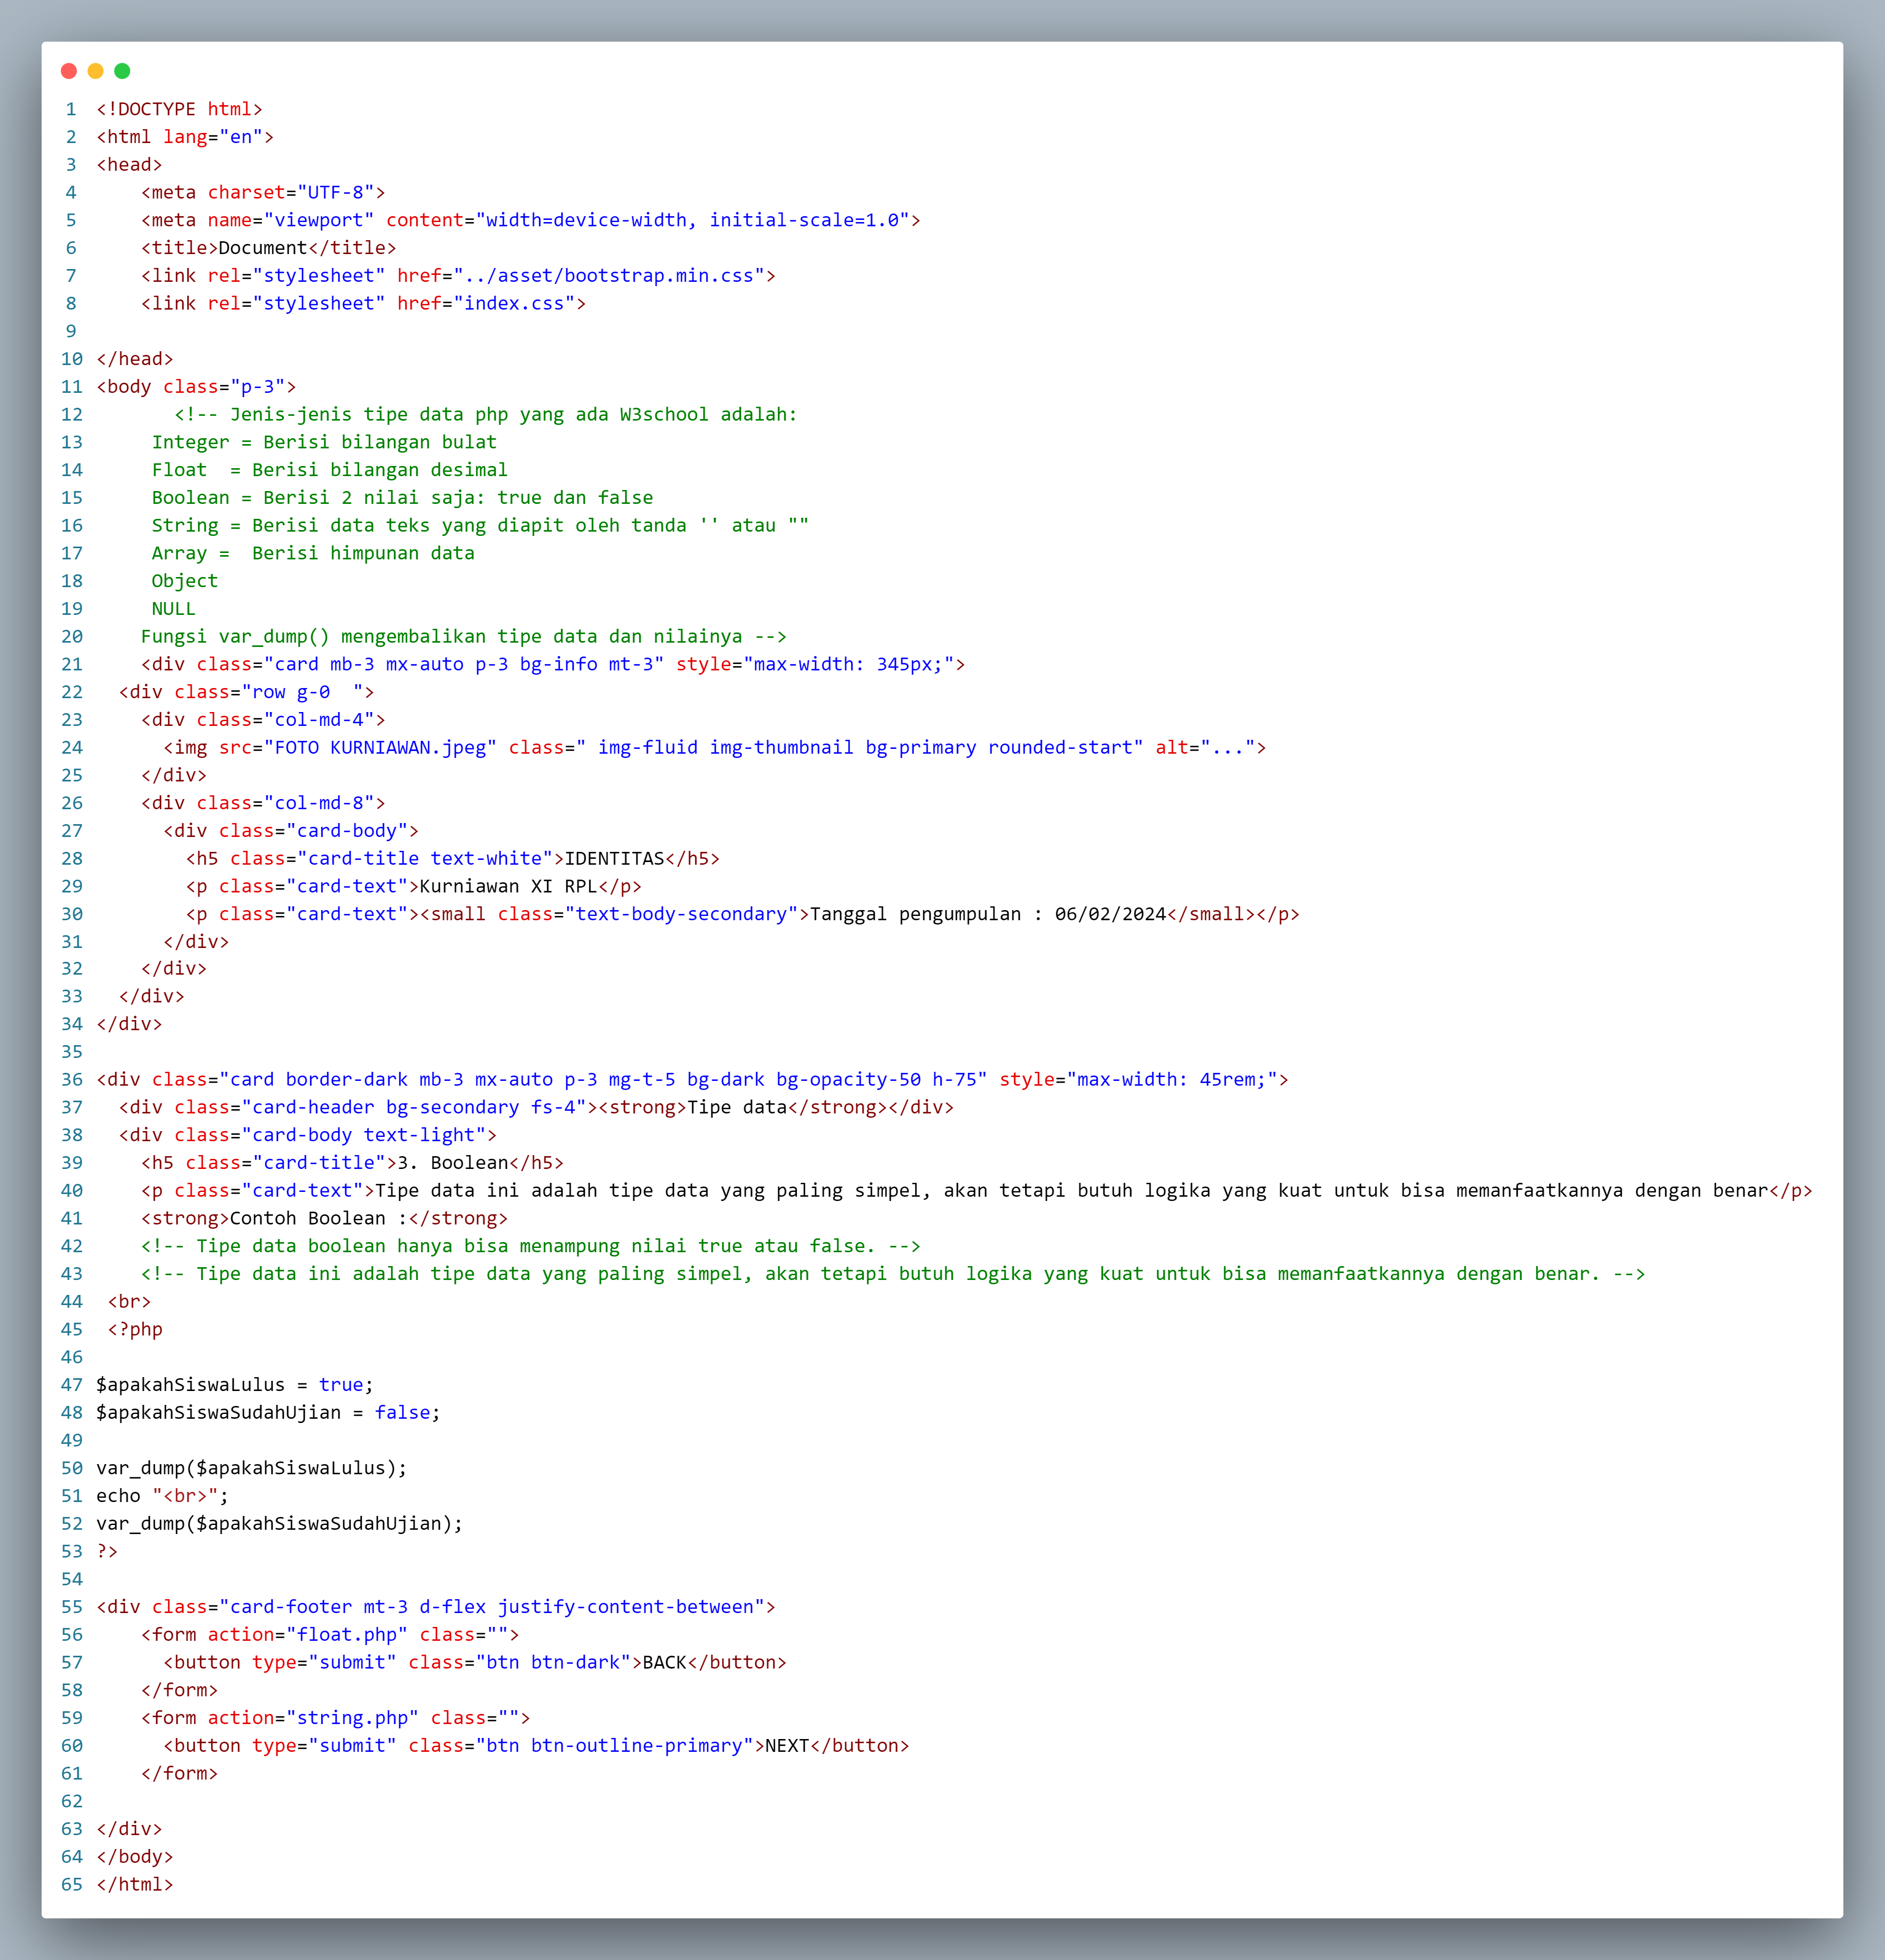 1 <!DOCTYPE html>
2 <html lang="en">
3 <head>
4     <meta charset="UTF-8">
5     <meta name="viewport" content="width=device-width, initial-scale=1.0">
6     <title>Document</title>
7     <link rel="stylesheet" href="../asset/bootstrap.min.css">
8     <link rel="stylesheet" href="index.css">
9
10 </head>
11 <body class="p-3">
12        <!-- Jenis-jenis tipe data php yang ada W3school adalah:
13      Integer = Berisi bilangan bulat
14      Float  = Berisi bilangan desimal
15      Boolean = Berisi 2 nilai saja: true dan false
16      String = Berisi data teks yang diapit oleh tanda '' atau ""
17      Array =  Berisi himpunan data
18      Object
19      NULL
20     Fungsi var_dump() mengembalikan tipe data dan nilainya -->
21     <div class="card mb-3 mx-auto p-3 bg-info mt-3" style="max-width: 345px;">
22   <div class="row g-0  ">
23     <div class="col-md-4">
24       <img src="FOTO KURNIAWAN.jpeg" class=" img-fluid img-thumbnail bg-primary rounded-start" alt="...">
25     </div>
26     <div class="col-md-8">
27       <div class="card-body">
28         <h5 class="card-title text-white">IDENTITAS</h5>
29         <p class="card-text">Kurniawan XI RPL</p>
30         <p class="card-text"><small class="text-body-secondary">Tanggal pengumpulan : 06/02/2024</small></p>
31       </div>
32     </div>
33   </div>
34 </div>
35
36 <div class="card border-dark mb-3 mx-auto p-3 mg-t-5 bg-dark bg-opacity-50 h-75" style="max-width: 45rem;">
37   <div class="card-header bg-secondary fs-4"><strong>Tipe data</strong></div>
38   <div class="card-body text-light">
39     <h5 class="card-title">3. Boolean</h5>
40     <p class="card-text">Tipe data ini adalah tipe data yang paling simpel, akan tetapi butuh logika yang kuat untuk bisa memanfaatkannya dengan benar</p>
41     <strong>Contoh Boolean :</strong>
42     <!-- Tipe data boolean hanya bisa menampung nilai true atau false. -->
43     <!-- Tipe data ini adalah tipe data yang paling simpel, akan tetapi butuh logika yang kuat untuk bisa memanfaatkannya dengan benar. -->
44  <br>
45  <?php
46
47 $apakahSiswaLulus = true;
48 $apakahSiswaSudahUjian = false;
49
50 var_dump($apakahSiswaLulus);
51 echo "<br>";
52 var_dump($apakahSiswaSudahUjian);
53 ?>
54
55 <div class="card-footer mt-3 d-flex justify-content-between">
56     <form action="float.php" class="">
57       <button type="submit" class="btn btn-dark">BACK</button>
58     </form>
59     <form action="string.php" class="">
60       <button type="submit" class="btn btn-outline-primary">NEXT</button>
61     </form>
62
63 </div>
64 </body>
65 </html>